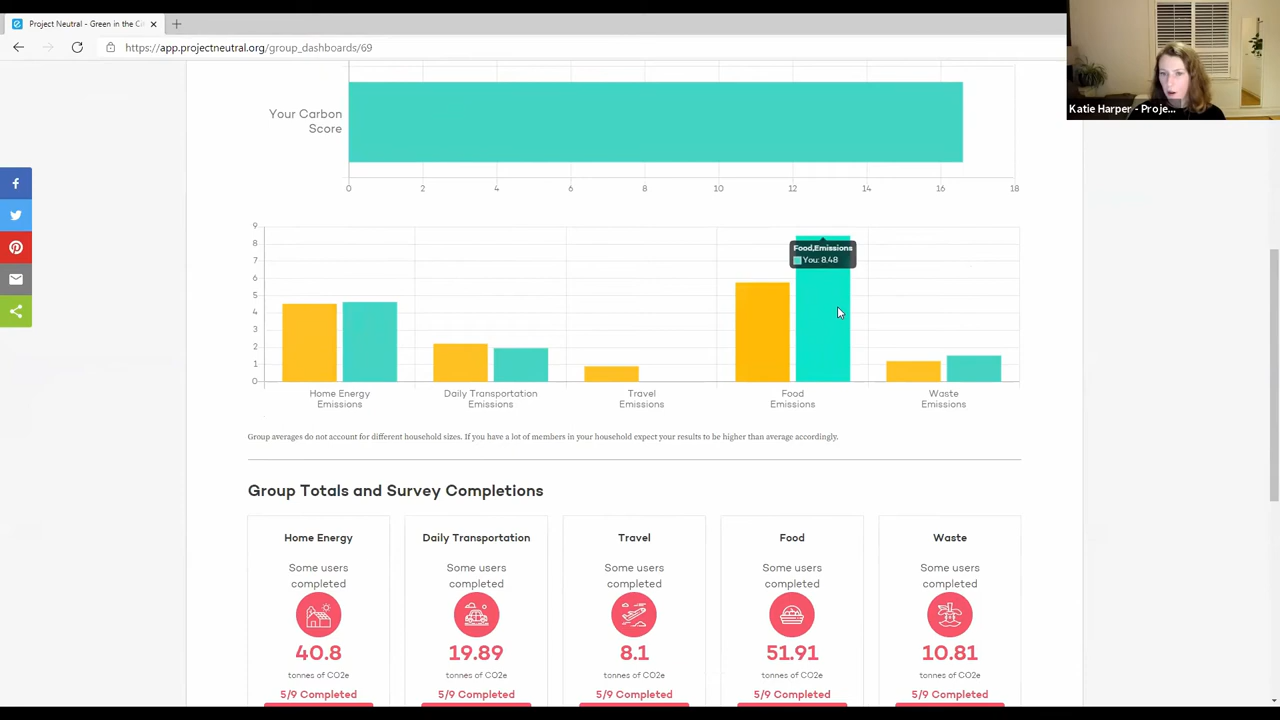 Project Neutral - Green in the Ci
https://app.projectneutral.org/group_dashboards/69
Katie Harper - Proje...
Your Carbon
Score
0 2 4 6 8 10 12 14 16 18
9
8
7
6
5
4
3
2
1
0
Food,Emissions
You: 8.48
Home Energy
Emissions
Daily Transportation
Emissions
Travel
Emissions
Food
Emissions
Waste
Emissions
Group averages do not account for different household sizes. If you have a lot of members in your household expect your results to be higher than average accordingly.
Group Totals and Survey Completions
Home Energy
Some users
completed
40.8
tonnes of CO2e
5/9 Completed
Daily Transportation
Some users
completed
19.89
tonnes of CO2e
5/9 Completed
Travel
Some users
completed
8.1
tonnes of CO2e
5/9 Completed
Food
Some users
completed
51.91
tonnes of CO2e
5/9 Completed
Waste
Some users
completed
10.81
tonnes of CO2e
5/9 Completed